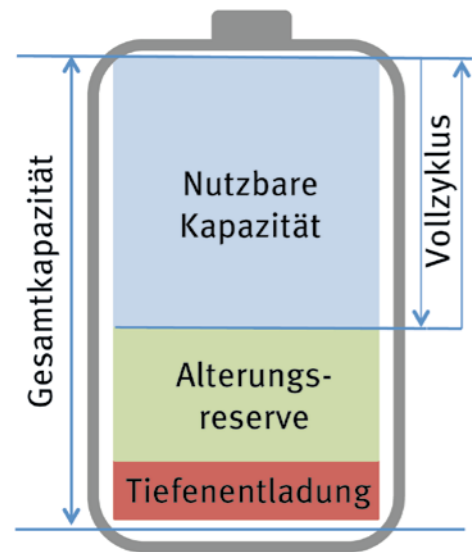 Gesamtkapazität
Nutzbare
Kapazität
Vollzyklus
Alterungs-
reserve
Tiefenentladung